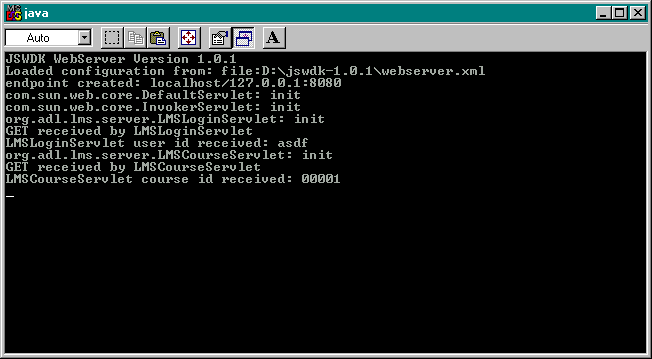 java
Auto
A
JSWDK WebServer Version 1.0.1
Loaded configuration from: file:D:\jswdk-1.0.1\webserver.xml
endpoint created: localhost/127.0.0.1:8080
com.sun.web.core.DefaultServlet: init
com.sun.web.core.InvokerServlet: init
org.adl.lms.server.LMSLoginServlet: init
GET received by LMSLoginServlet
LMSLoginServlet user id received: asdf
org.adl.lms.server.LMSCourseServlet: init
GET received by LMSCourseServlet
LMSCourseServlet course id received: 00001
_